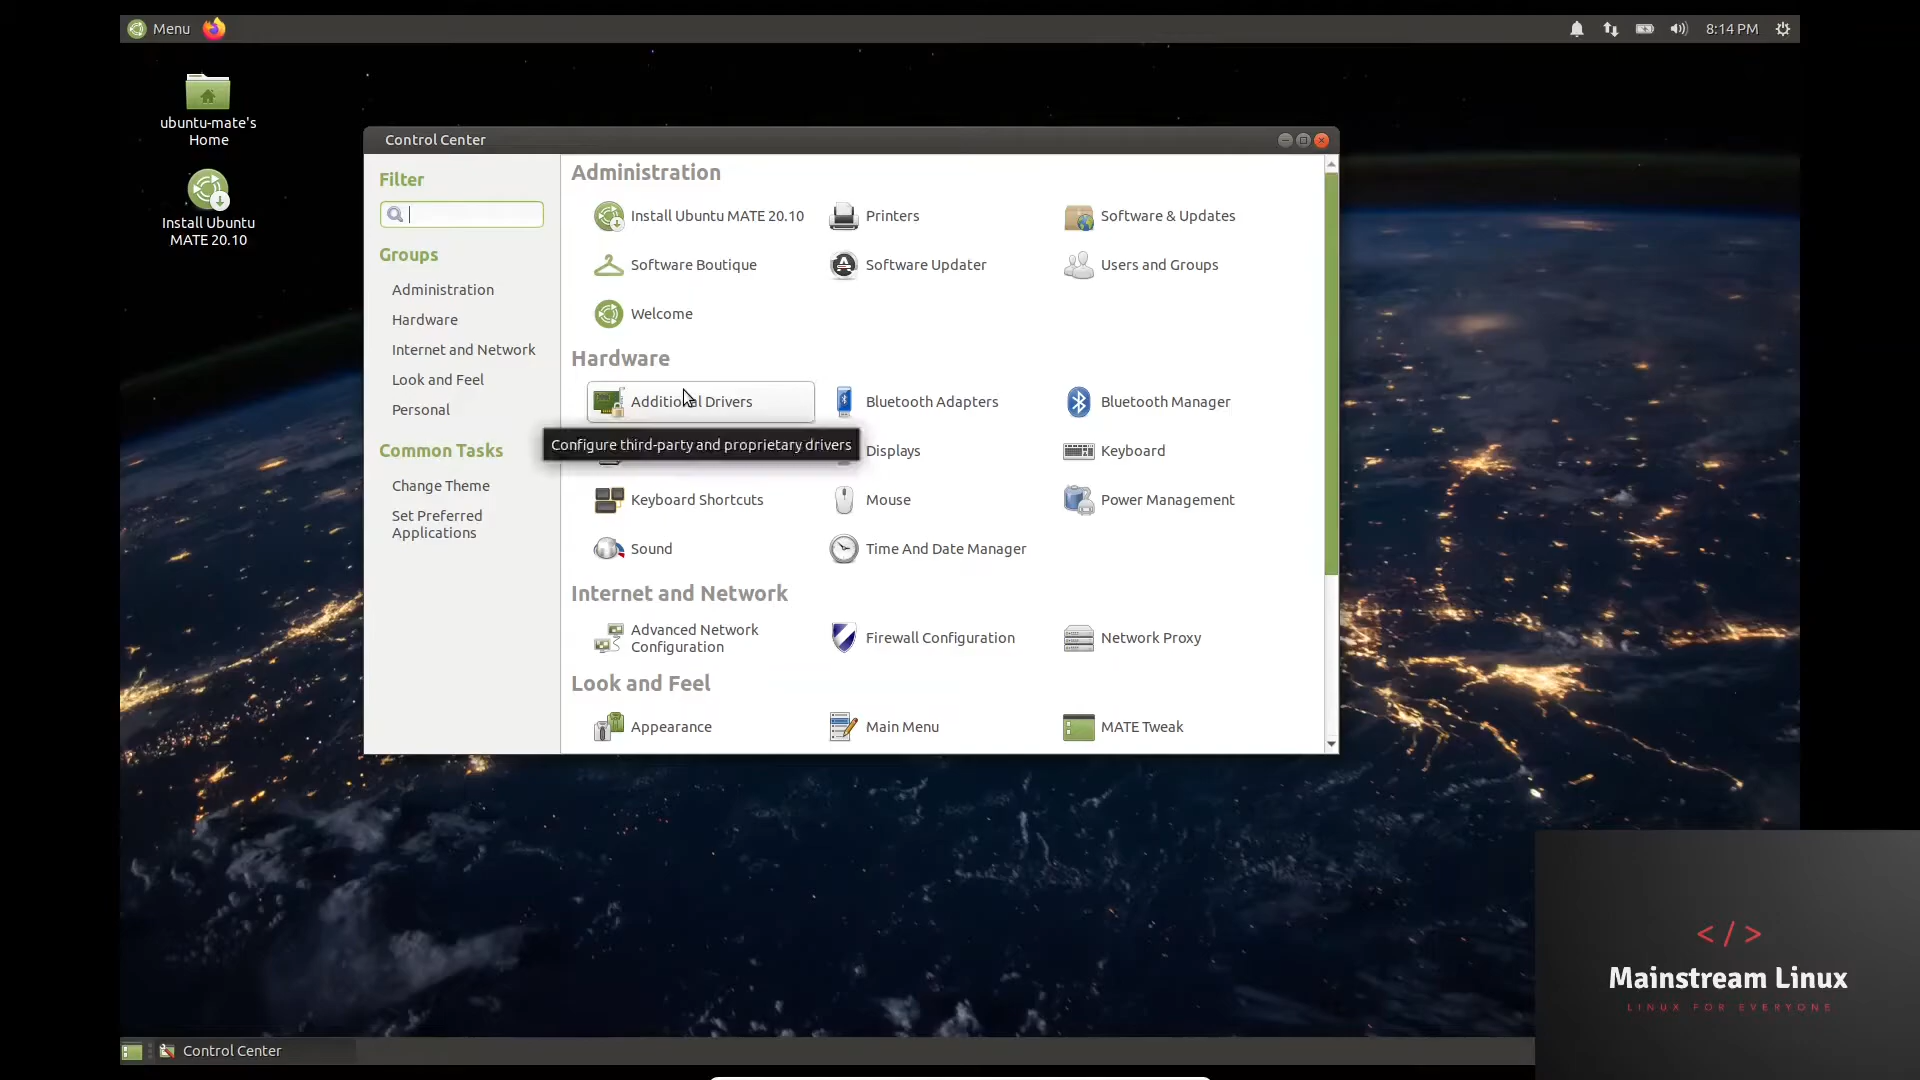 Menu
8:14 PM
ubuntu-mate's
Home
Install Ubuntu
MATE 20.10
Control Center
Filter
Groups
Administration
Hardware
Internet and Network
Look and Feel
Personal
Common Tasks
Change Theme
Set Preferred
Applications
Administration
Install Ubuntu MATE 20.10
Printers
Software & Updates
Software Boutique
Software Updater
Users and Groups
Welcome
Hardware
Additional Drivers
Bluetooth Adapters
Bluetooth Manager
Configure third-party and proprietary drivers
Displays
Keyboard
Keyboard Shortcuts
Mouse
Power Management
Sound
Time And Date Manager
Internet and Network
Advanced Network
Configuration
Firewall Configuration
Network Proxy
Look and Feel
Appearance
Main Menu
MATE Tweak
Control Center
</>
Mainstream Linux
LINUX FOR EVERYONE